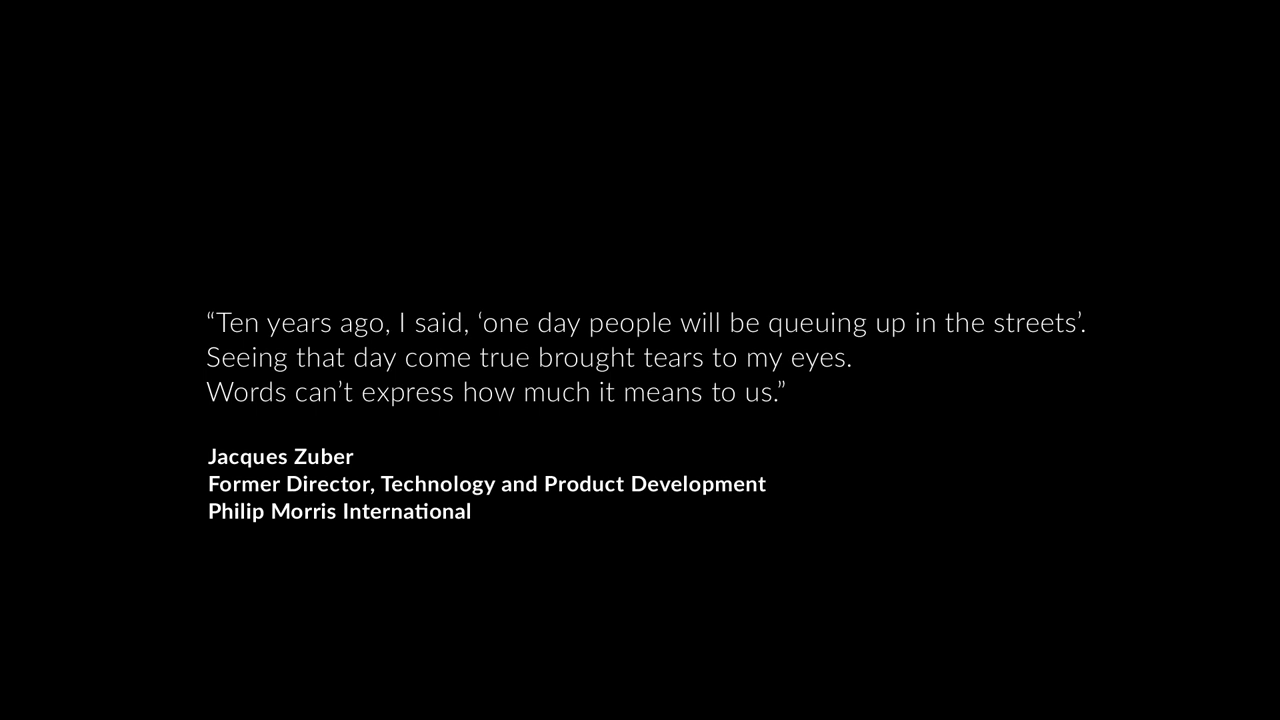 “Ten years ago, I said, ‘one day people will be queuing up in the streets’.
Seeing that day come true brought tears to my eyes.
Words can’t express how much it means to us.”
Jacques Zuber
Former Director, Technology and Product Development
Philip Morris International